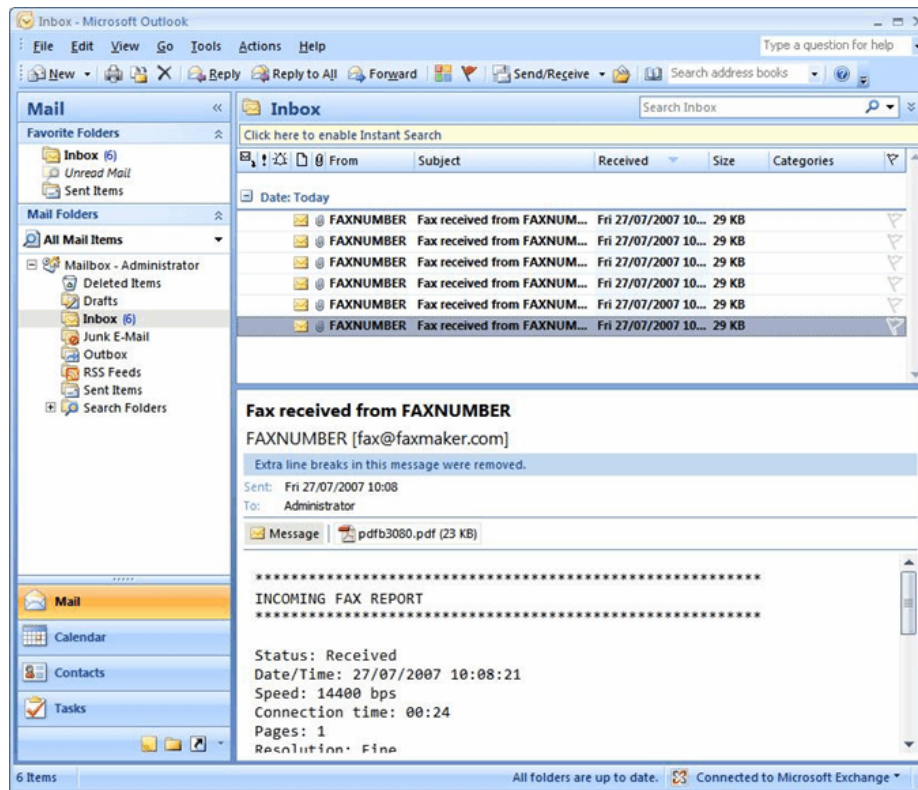 Inbox - Microsoft Outlook
File Edit View Go Tools Actions Help Type a question for help
New Reply Reply to All Forward Send/Receive Search address books
Mail «
Favorite Folders
Inbox (6)
Unread Mail
Sent Items
Mail Folders
All Mail Items
Mailbox - Administrator
Deleted Items
Drafts
Inbox (6)
Junk E-Mail
Outbox
RSS Feeds
Sent Items
Search Folders
Mail
Calendar
Contacts
Tasks
Inbox Search Inbox
Click here to enable Instant Search
From Subject Received Size Categories
Date: Today
FAXNUMBER Fax received from FAXNUM... Fri 27/07/2007 10... 29 KB
FAXNUMBER Fax received from FAXNUM... Fri 27/07/2007 10... 29 KB
FAXNUMBER Fax received from FAXNUM... Fri 27/07/2007 10... 29 KB
FAXNUMBER Fax received from FAXNUM... Fri 27/07/2007 10... 29 KB
FAXNUMBER Fax received from FAXNUM... Fri 27/07/2007 10... 29 KB
FAXNUMBER Fax received from FAXNUM... Fri 27/07/2007 10... 29 KB
Fax received from FAXNUMBER
FAXNUMBER [fax@faxmaker.com]
Extra line breaks in this message were removed.
Sent: Fri 27/07/2007 10:08
To: Administrator
Message pdfb3080.pdf (23 KB)
*********************************************************
INCOMING FAX REPORT
*********************************************************
Status: Received
Date/Time: 27/07/2007 10:08:21
Speed: 14400 bps
Connection time: 00:24
Pages: 1
Resolution: Fine
6 Items All folders are up to date. Connected to Microsoft Exchange